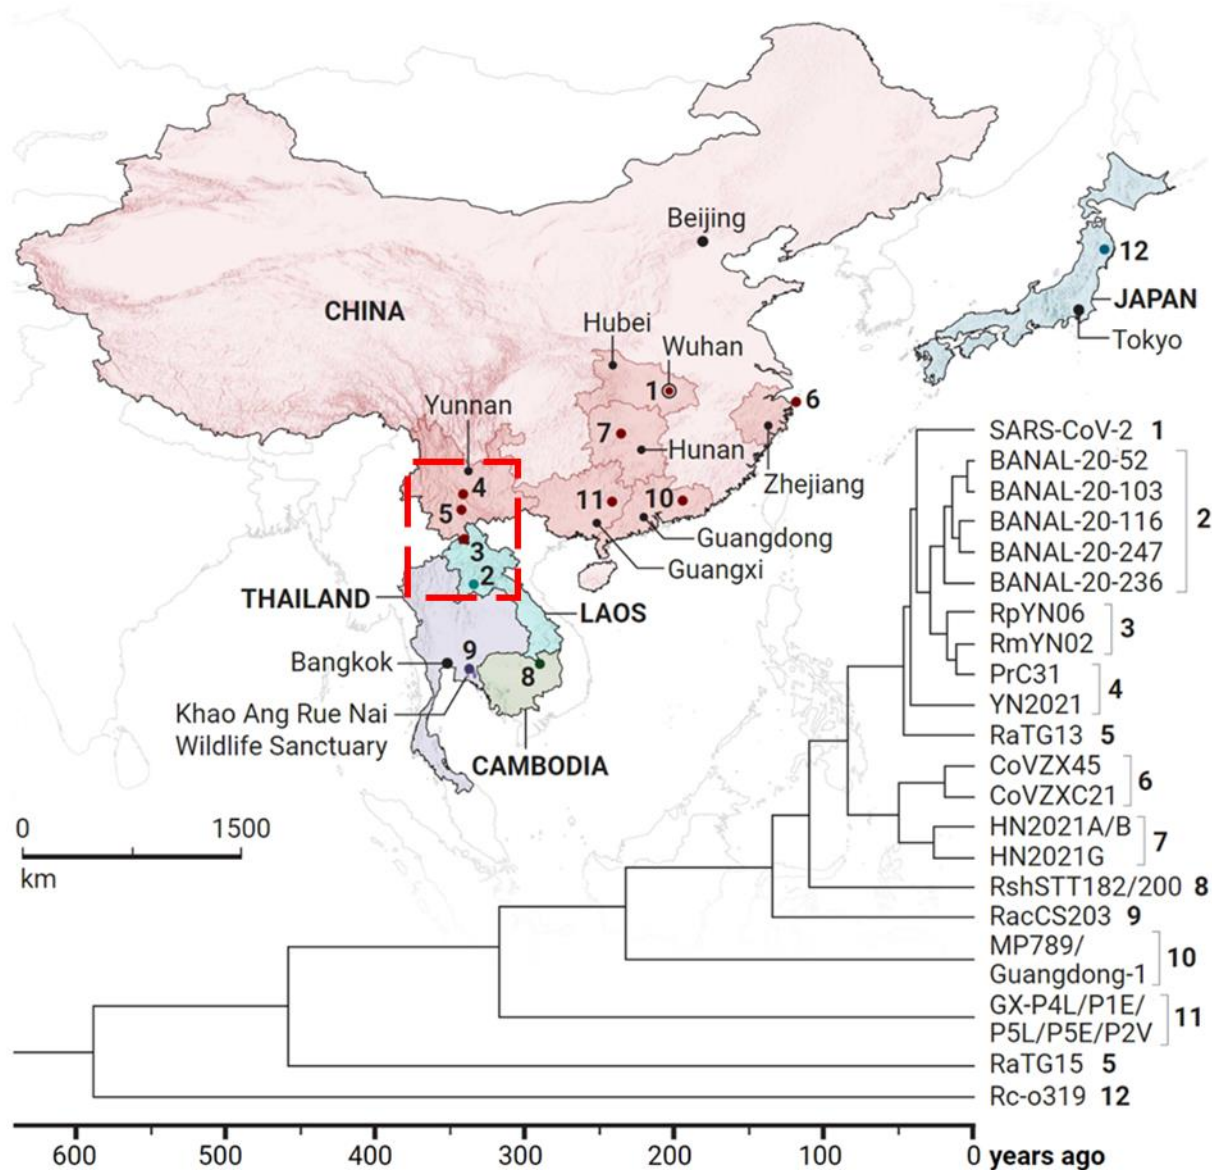 Beijing
12
CHINA
JAPAN
Hubei
Tokyo
Wuhan
1
6
Yunnan
7
Hunan
Zhejiang
4
11
10
5
Guangdong
3
Guangxi
2
THAILAND
LAOS
Bangkok
9
8
Khao Ang Rue Nai
Wildlife Sanctuary
CAMBODIA
0 1500
km
SARS-CoV-2 1
BANAL-20-52
BANAL-20-103
BANAL-20-116
2
BANAL-20-247
BANAL-20-236
RpYN06
3
RmYN02
PrC31
4
YN2021
RaTG13 5
CoVZX45
6
CoVZXC21
HN2021A/B
7
HN2021G
RshSTT182/200 8
RacCS203 9
MP789/
10
Guangdong-1
GX-P4L/P1E/
11
P5L/P5E/P2V
RaTG15 5
Rc-o319 12
600 500 400 300 200 100 0 years ago